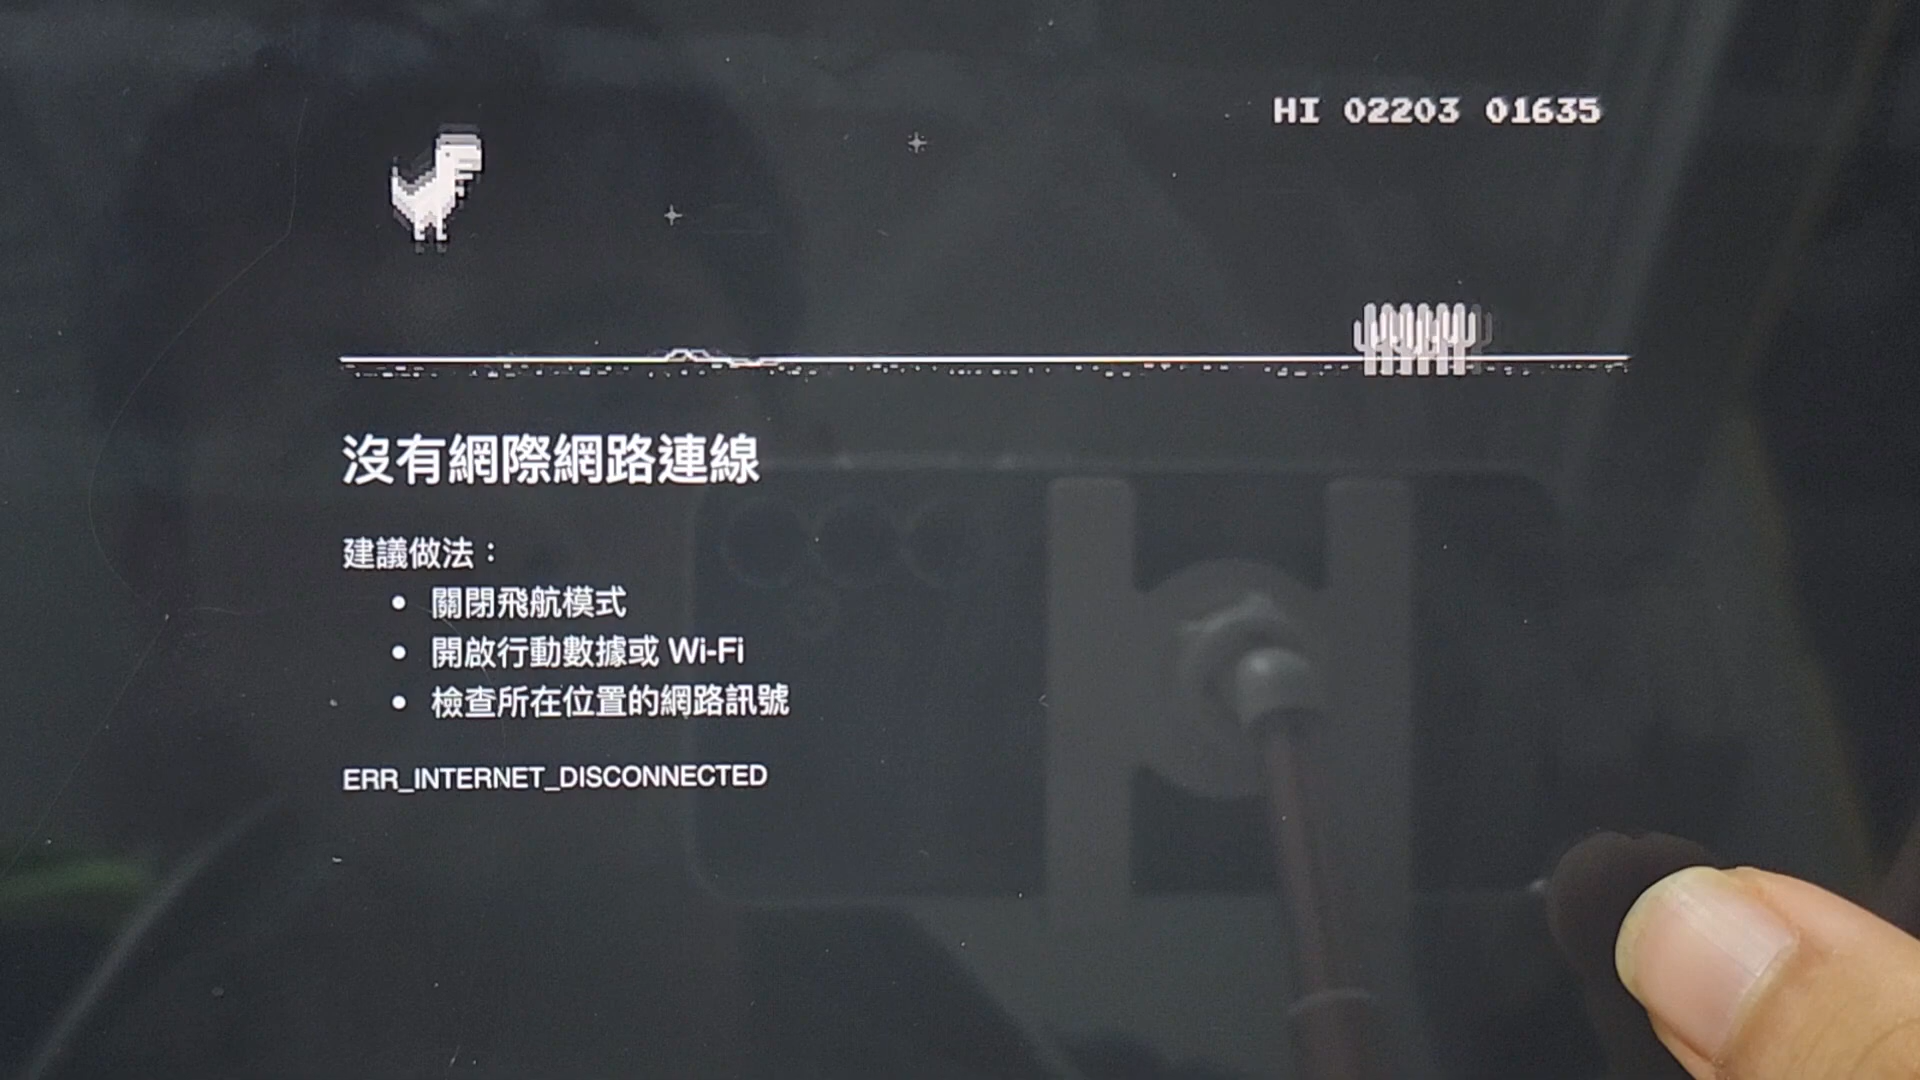 HI 02203 01635
沒有網際網路連線
建議做法：
• 關閉飛航模式
• 開啟行動數據或 Wi-Fi
• 檢查所在位置的網路訊號
ERR_INTERNET_DISCONNECTED